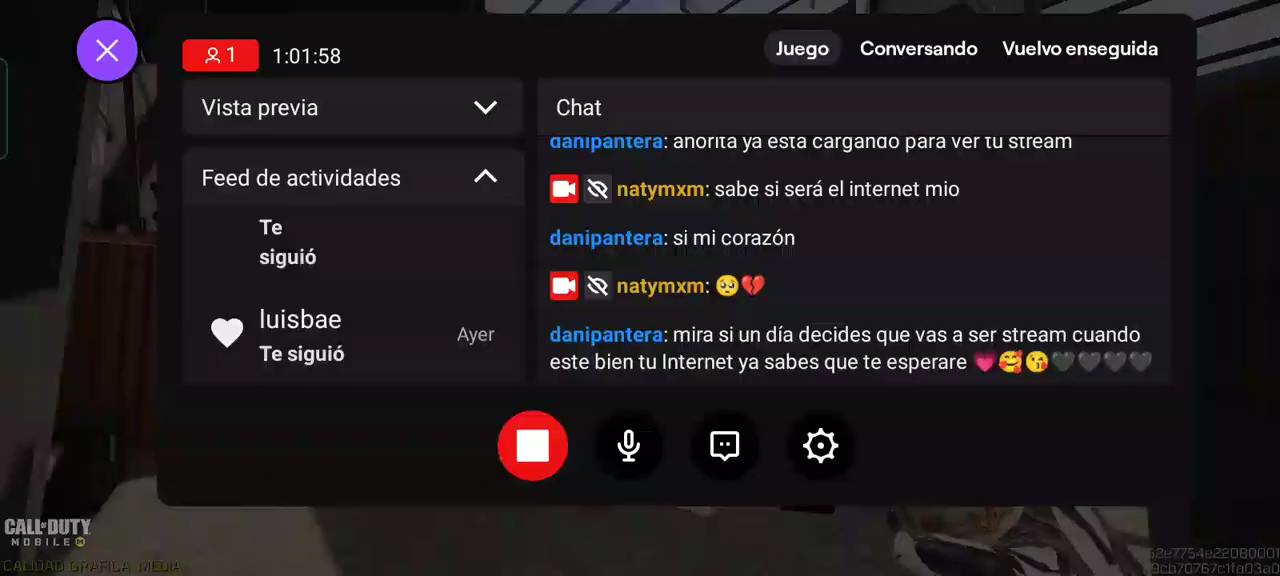 1 1:01:58
Juego Conversando Vuelvo enseguida
Vista previa
Chat
danipantera: ahorita ya esta cargando para ver tu stream
Feed de actividades
natymxm: sabe si será el internet mio
Te
siguió
danipantera: si mi corazón
natymxm: 🥺💔
luisbae
Te siguió
Ayer
danipantera: mira si un día decides que vas a ser stream cuando
este bien tu Internet ya sabes que te esperare 💗🥰😘🖤🖤🖤🖤
CALL OF DUTY
MOBILE
CALIDAD GRÁFICA: MEDIA